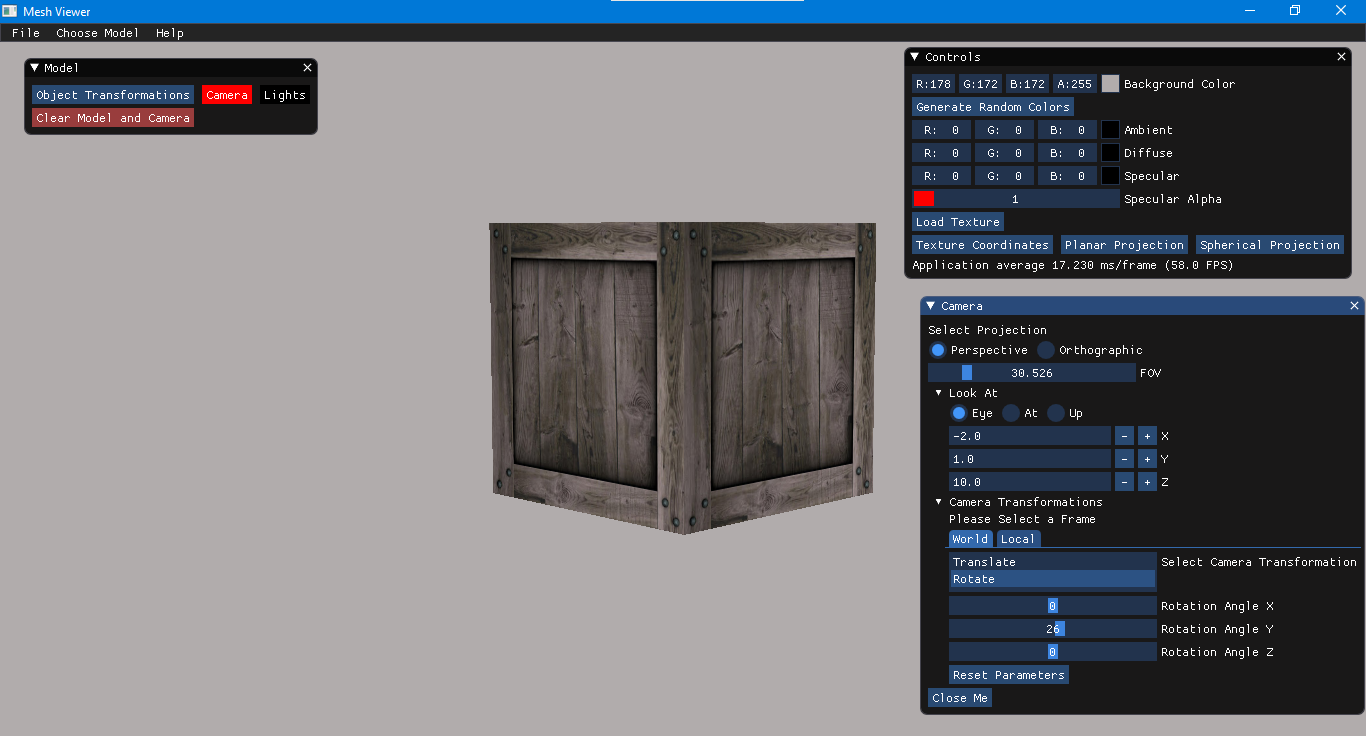 Mesh Viewer
File Choose Model Help
Model
Object Transformations Camera Lights
Clear Model and Camera
Controls
R:178 G:172 B:172 A:255 Background Color
Generate Random Colors
R: 0 G: 0 B: 0 Ambient
R: 0 G: 0 B: 0 Diffuse
R: 0 G: 0 B: 0 Specular
1 Specular Alpha
Load Texture
Texture Coordinates Planar Projection Spherical Projection
Application average 17.230 ms/frame (58.0 FPS)
Camera
Select Projection
Perspective Orthographic
30.526 FOV
Look At
Eye At Up
-2.0 - + X
1.0 - + Y
10.0 - + Z
Camera Transformations
Please Select a Frame
World Local
Translate Select Camera Transformation
Rotate
0 Rotation Angle X
26 Rotation Angle Y
0 Rotation Angle Z
Reset Parameters
Close Me